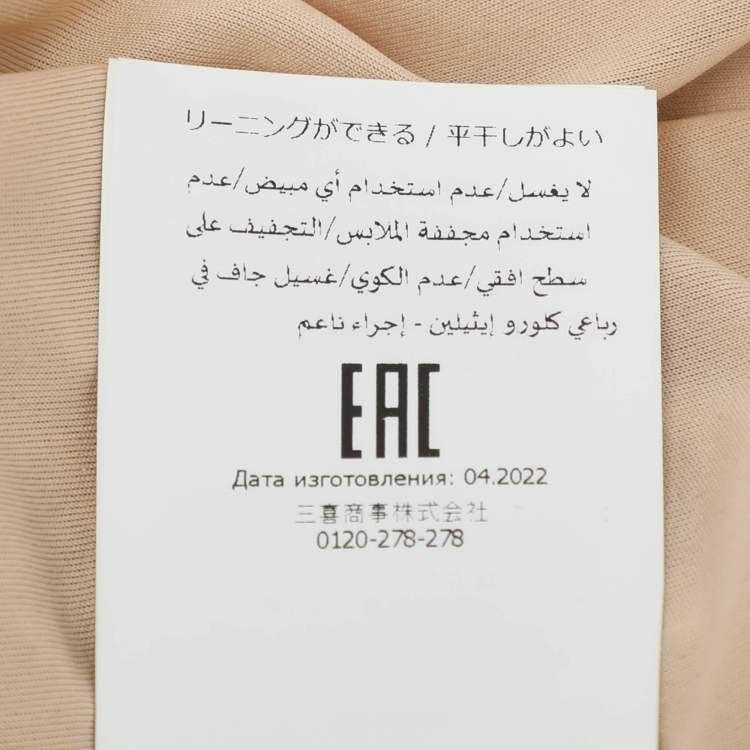 リーニングができる / 平干しがよい
لا يغسل/عدم استخدام أي مبيض/عدم
استخدام مجففة الملابس/التجفيف على
سطح افقي/عدم الكوي/غسيل جاف في
رباعي كلورو إيثيلين - إجراء ناعم
EAC
Дата изготовления: 04.2022
三喜商事株式会社
0120-278-278